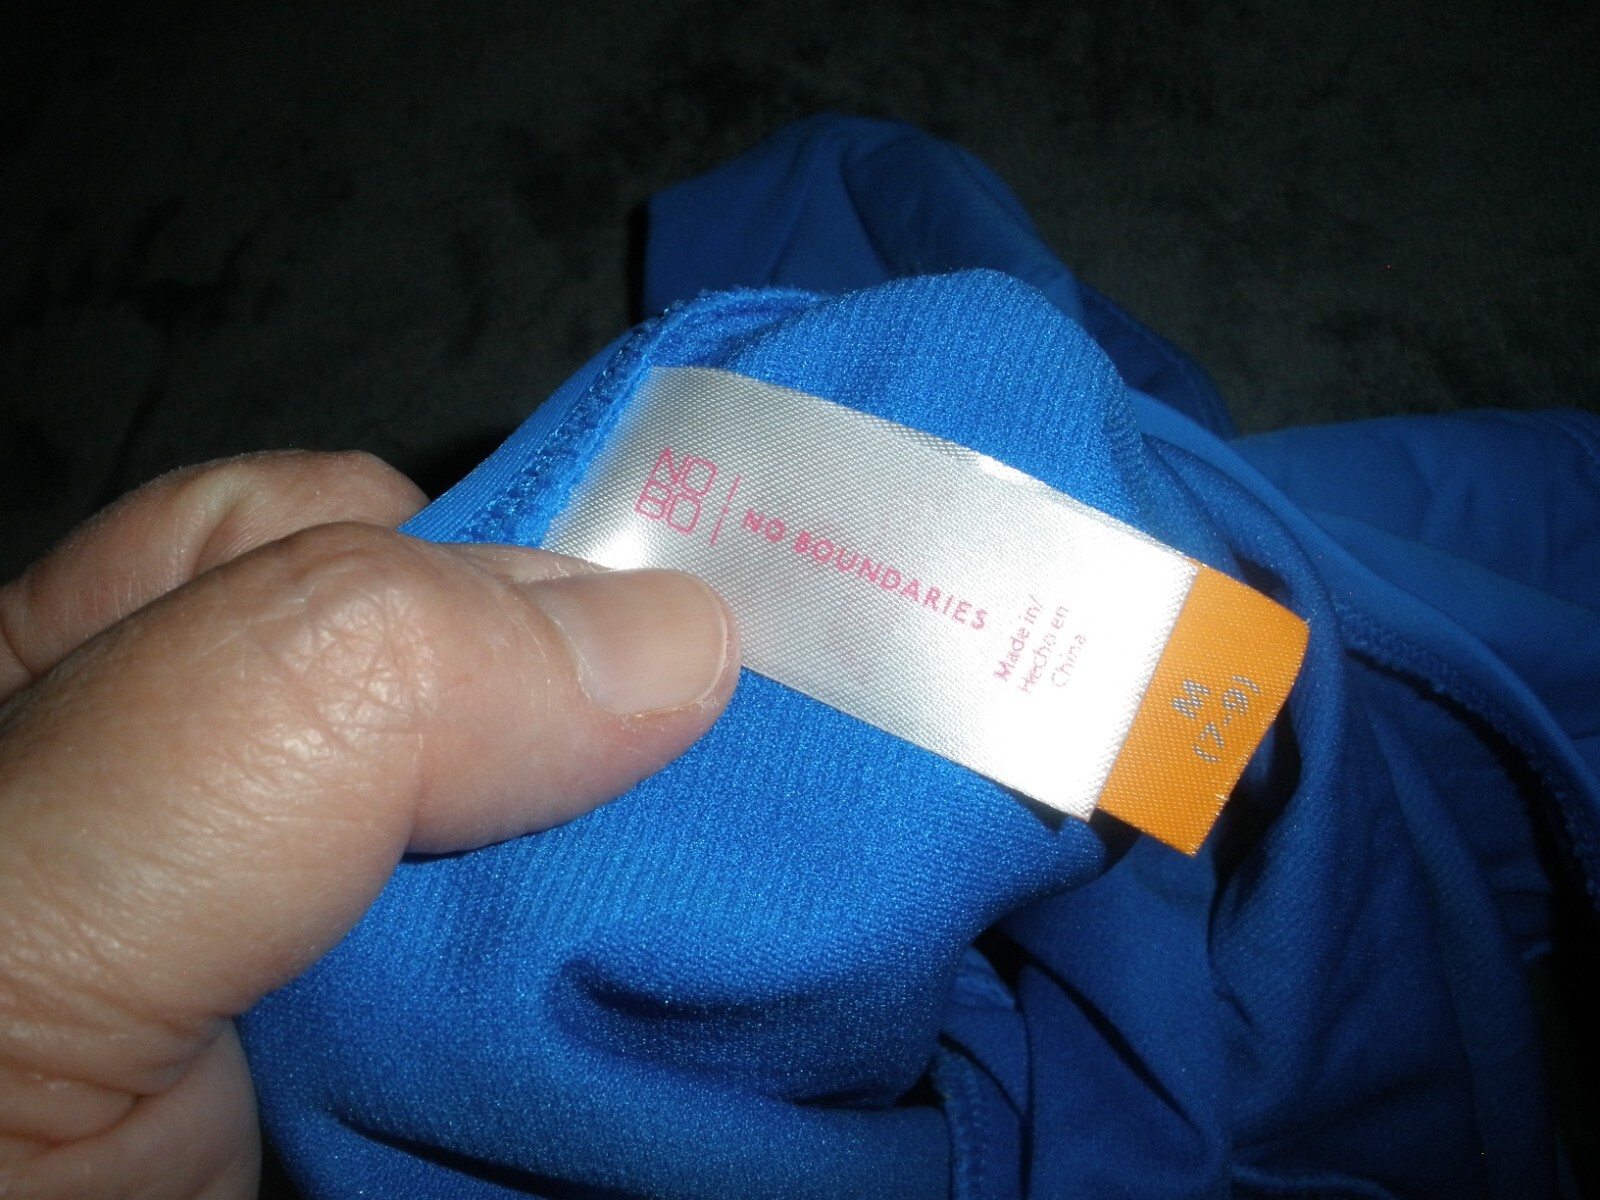 NO
BO
NO BOUNDARIES
Made in/
Hecho en
China
M
(7-9)